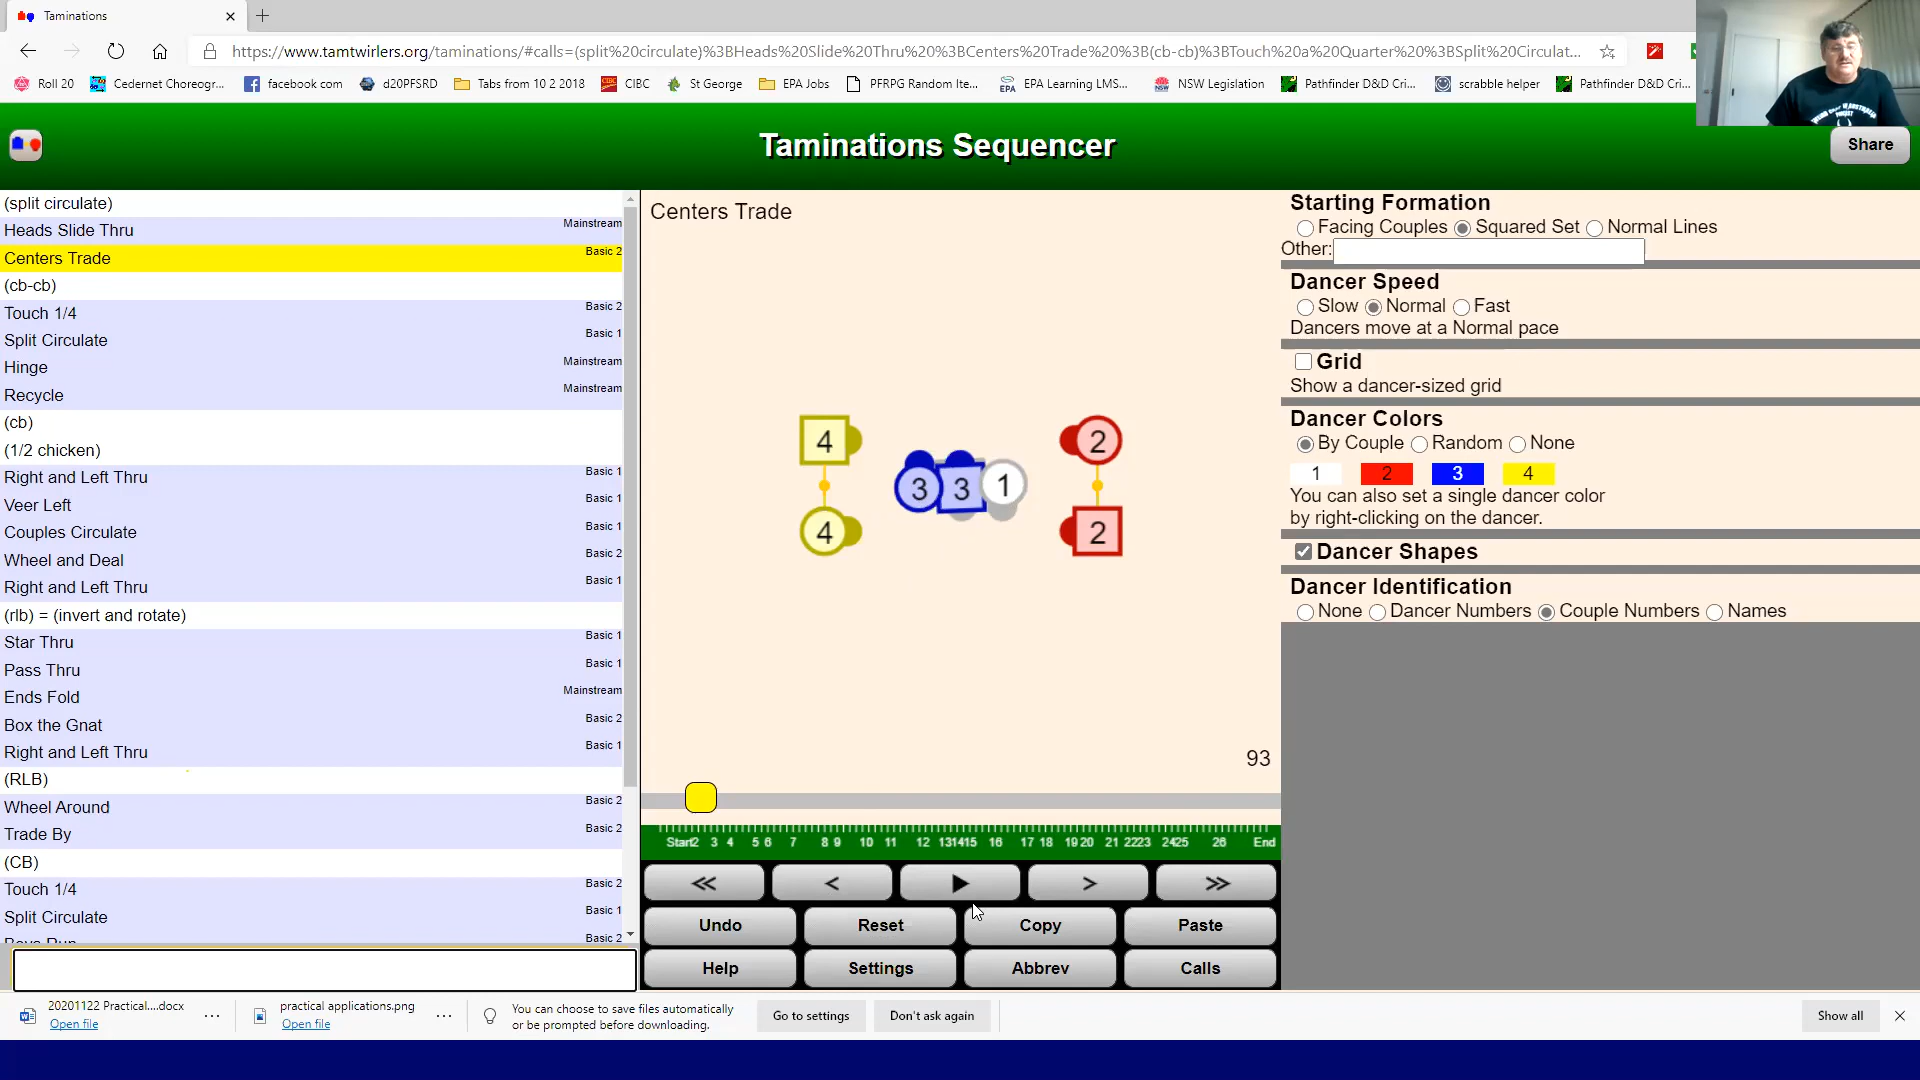 Taminations
https://www.tamtwirlers.org/taminations/#calls=(split%20circulate)%3BHeads%20Slide%20Thru%20%3BCenters%20Trade%20%3B(cb-cb)%3BTouch%20a%20Quarter%20%3BSplit%20Circulat...
Roll 20
Cedernet Choreogr...
facebook com
d20PFSRD
Tabs from 10 2 2018
CIBC
St George
EPA Jobs
PFRPG Random Ite...
EPA Learning LMS...
NSW Legislation
Pathfinder D&D Cri...
scrabble helper
Pathfinder D&D Cri...
Taminations Sequencer
Share
(split circulate)
Heads Slide Thru Mainstream
Centers Trade Basic 2
(cb-cb)
Touch 1/4 Basic 2
Split Circulate Basic 1
Hinge Mainstream
Recycle Mainstream
(cb)
(1/2 chicken)
Right and Left Thru Basic 1
Veer Left Basic 1
Couples Circulate Basic 1
Wheel and Deal Basic 2
Right and Left Thru Basic 1
(rlb) = (invert and rotate)
Star Thru Basic 1
Pass Thru Basic 1
Ends Fold Mainstream
Box the Gnat Basic 2
Right and Left Thru Basic 1
(RLB)
Wheel Around Basic 2
Trade By Basic 2
(CB)
Touch 1/4 Basic 2
Split Circulate Basic 1
Boys Run Basic 2
Centers Trade
4 2
3 3 1
4 2
93
Start 2 3 4 5 6 7 8 9 10 11 12 13 14 15 16 17 18 19 20 21 22 23 24 25 26 End
<< < ▶ > >>
Undo Reset Copy Paste
Help Settings Abbrev Calls
Starting Formation
Facing Couples Squared Set Normal Lines
Other:
Dancer Speed
Slow Normal Fast
Dancers move at a Normal pace
Grid
Show a dancer-sized grid
Dancer Colors
By Couple Random None
1 2 3 4
You can also set a single dancer color
by right-clicking on the dancer.
Dancer Shapes
Dancer Identification
None Dancer Numbers Couple Numbers Names
20201122 Practical....docx
Open file
practical applications.png
Open file
You can choose to save files automatically
or be prompted before downloading.
Go to settings
Don't ask again
Show all